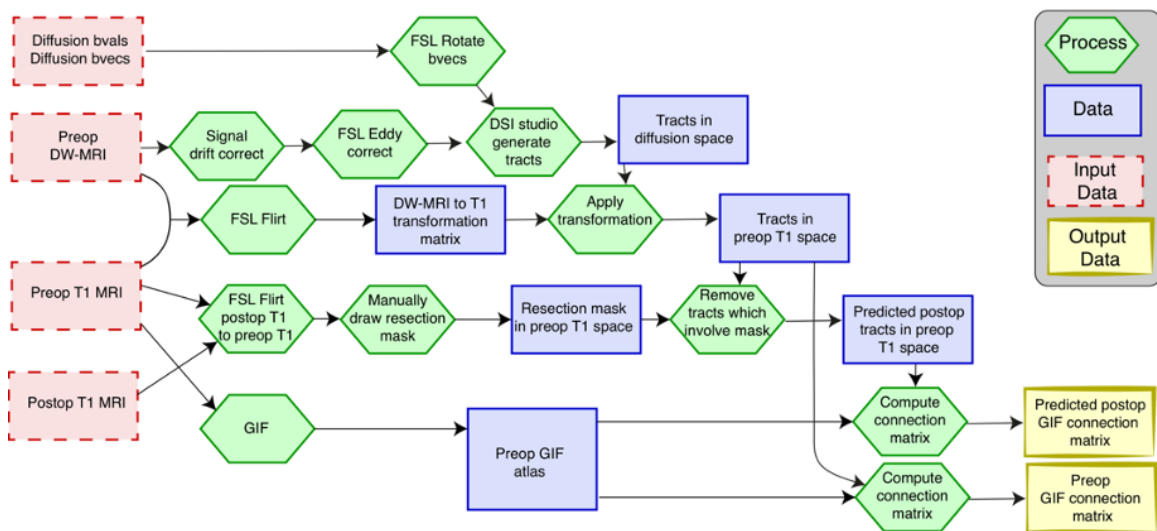 Diffusion bvals
Diffusion bvecs
FSL Rotate
bvecs
Process
Preop
DW-MRI
Signal
drift correct
FSL Eddy
correct
DSI studio
generate
tracts
Tracts in
diffusion space
Data
FSL Flirt
DW-MRI to T1
transformation
matrix
Apply
transformation
Tracts in
preop T1 space
Input
Data
Output
Data
Preop T1 MRI
FSL Flirt
postop T1
to preop T1
Manually
draw resection
mask
Resection mask
in preop T1 space
Remove
tracts which
involve mask
Predicted postop
tracts in preop
T1 space
Postop T1 MRI
GIF
Preop GIF
atlas
Compute
connection
matrix
Predicted postop
GIF connection
matrix
Compute
connection
matrix
Preop
GIF connection
matrix